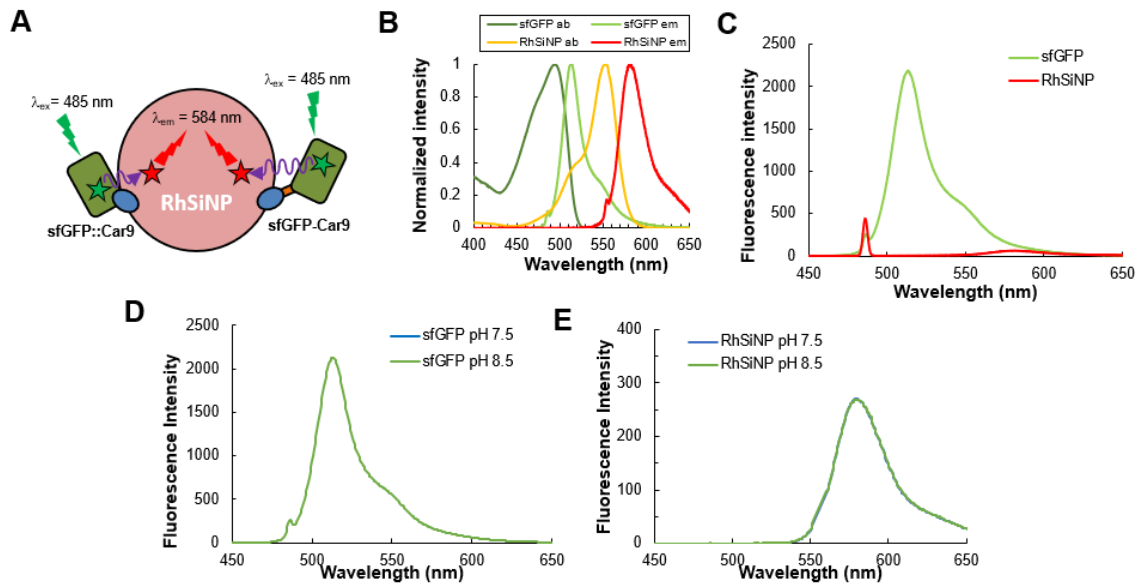 A
λ-ex = 485 nm
λ-ex = 485 nm
λ-em = 584 nm
RhSiNP
sfGFP::Car9
sfGFP-Car9
B
sfGFP ab
sfGFP em
RhSiNP ab
RhSiNP em
Normalized intensity
1
0.8
0.6
0.4
0.2
0
400 450 500 550 600 650
Wavelength (nm)
C
sfGFP
RhSiNP
Fluorescence intensity
2500
2000
1500
1000
500
0
450 500 550 600 650
Wavelength (nm)
D
sfGFP pH 7.5
sfGFP pH 8.5
Fluorescence Intensity
2500
2000
1500
1000
500
0
450 500 550 600 650
Wavelength (nm)
E
RhSiNP pH 7.5
RhSiNP pH 8.5
Fluorescence Intensity
400
300
200
100
0
450 500 550 600 650
Wavelength (nm)